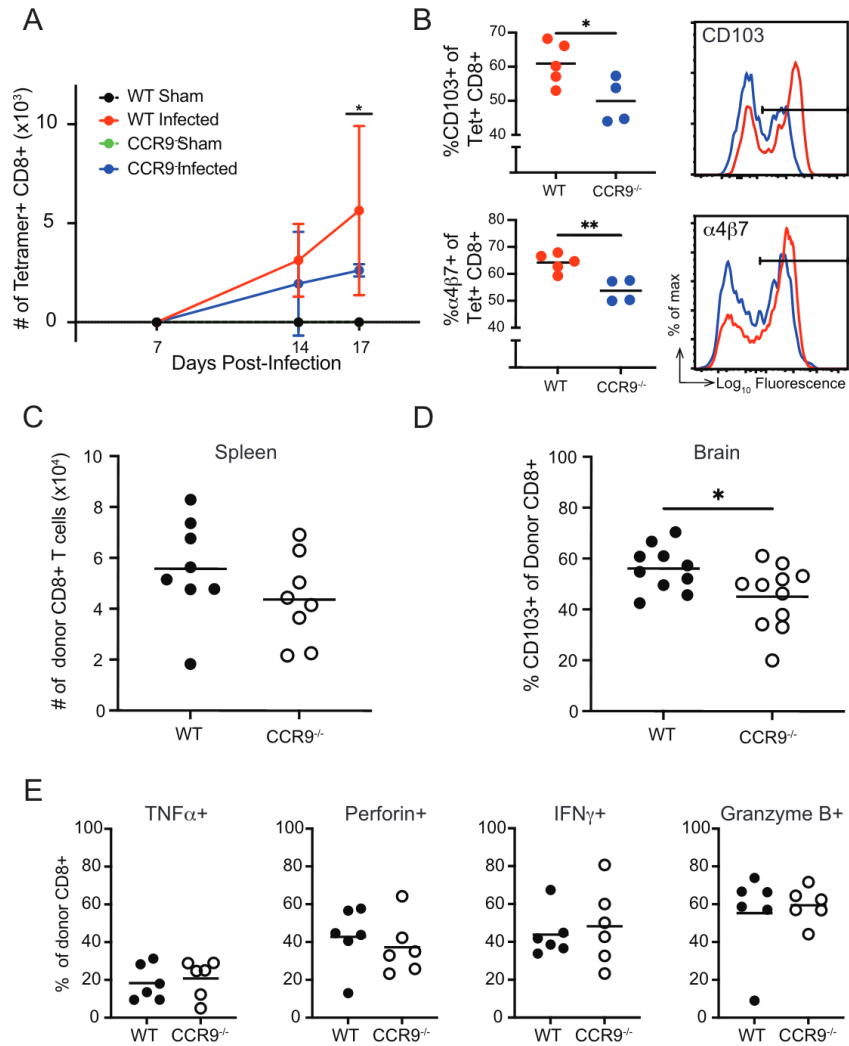 A
# of Tetramer+ CD8+ (x10³)
10
5
0
WT Sham
WT Infected
CCR9⁻Sham
CCR9⁻Infected
*
7
14
17
Days Post-Infection
B
%CD103+ of
Tet+ CD8+
70
60
50
40
*
WT
CCR9⁻/⁻
CD103
%α4β7+ of
Tet+ CD8+
80
70
60
50
40
**
WT
CCR9⁻/⁻
α4β7
% of max
Log₁₀ Fluorescence
C
Spleen
# of donor CD8+ T cells (x10⁴)
10
8
6
4
2
0
WT
CCR9⁻/⁻
D
Brain
% CD103+ of Donor CD8+
100
80
60
40
20
0
*
WT
CCR9⁻/⁻
E
% of donor CD8+
TNFα+
100
80
60
40
20
0
WT
CCR9⁻/⁻
Perforin+
100
80
60
40
20
0
WT
CCR9⁻/⁻
IFNγ+
100
80
60
40
20
0
WT
CCR9⁻/⁻
Granzyme B+
100
80
60
40
20
0
WT
CCR9⁻/⁻